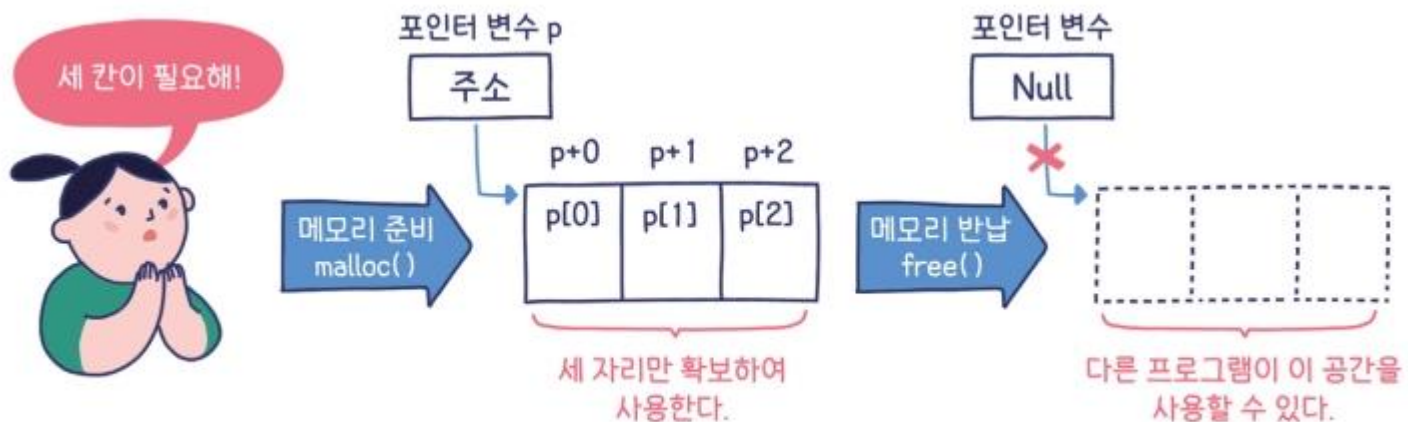 세 칸이 필요해!
포인터 변수 p
주소
p+0 p+1 p+2
p[0] p[1] p[2]
메모리 준비
malloc()
세 자리만 확보하여
사용한다.
포인터 변수
Null
메모리 반납
free()
다른 프로그램이 이 공간을
사용할 수 있다.